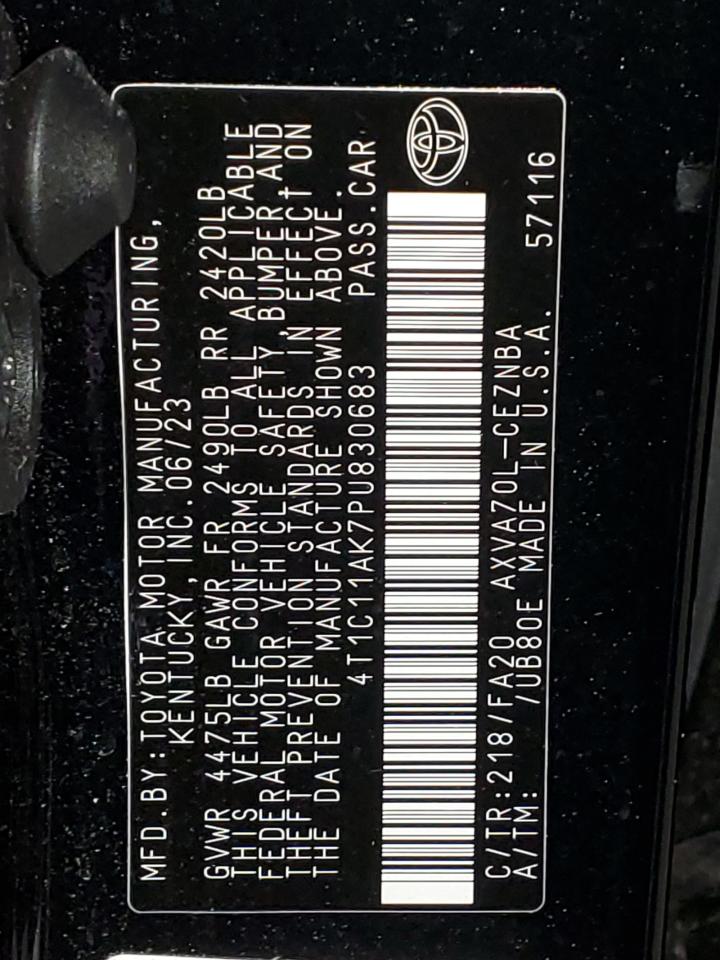 MFD.BY:TOYOTA MOTOR MANUFACTURING,
KENTUCKY,INC.06/23
GVWR 4475LB GAWR FR 2490LB RR 2420LB
THIS VEHICLE CONFORMS TO ALL APPLICABLE
FEDERAL MOTOR VEHICLE SAFETY,BUMPER,AND
THEFT PREVENTION STANDARDS IN EFFECT ON
THE DATE OF MANUFACTURE SHOWN ABOVE.
4T1C11AK7PU830683 PASS.CAR
C/TR:218/FA20 AXVA70L-CEZNBA
A/TM: /UB80E MADE IN U.S.A. 57116